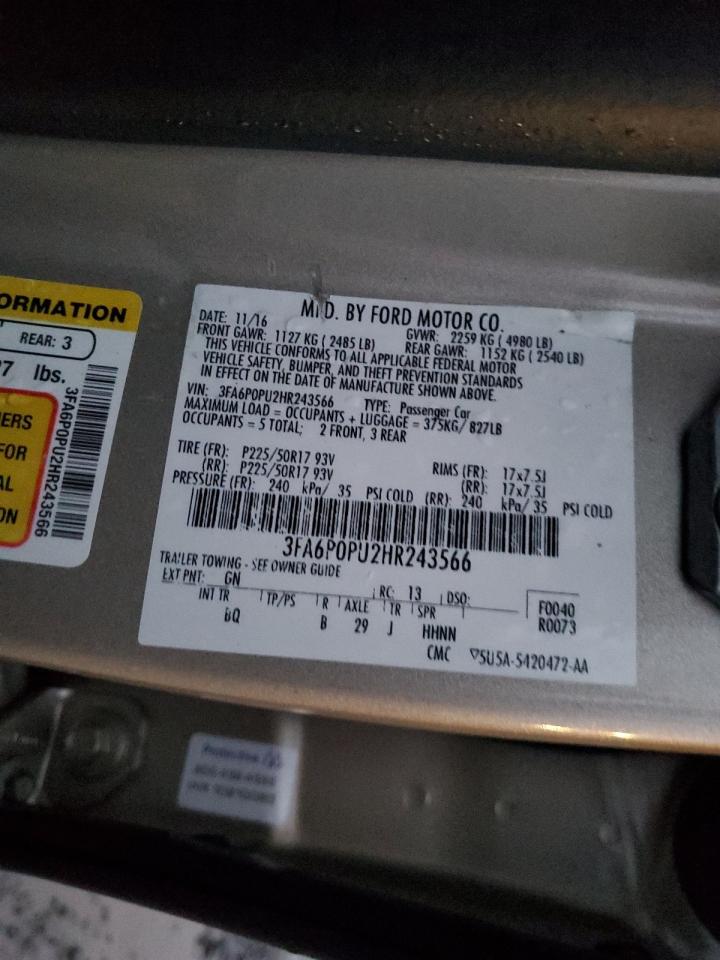 ORMATION
REAR: 3
7 lbs.
ERS
FOR
AL
ON
3FA6P0PU2HR243566
MFD. BY FORD MOTOR CO.
DATE: 11/16 GVWR: 2259 KG ( 4980 LB)
FRONT GAWR: 1127 KG ( 2485 LB) REAR GAWR: 1152 KG ( 2540 LB)
THIS VEHICLE CONFORMS TO ALL APPLICABLE FEDERAL MOTOR
VEHICLE SAFETY, BUMPER, AND THEFT PREVENTION STANDARDS
IN EFFECT ON THE DATE OF MANUFACTURE SHOWN ABOVE.
VIN: 3FA6P0PU2HR243566 TYPE: Passenger Car
MAXIMUM LOAD = OCCUPANTS + LUGGAGE = 375KG/ 827LB
OCCUPANTS = 5 TOTAL; 2 FRONT, 3 REAR
TIRE (FR): P225/50R17 93V RIMS (FR): 17x7.5J
(RR): P225/50R17 93V (RR): 17x7.5J
PRESSURE (FR): 240 kPa/ 35 PSI COLD (RR): 240 kPa/ 35 PSI COLD
3FA6P0PU2HR243566
TRAILER TOWING - SEE OWNER GUIDE
EXT PNT: GN RC: 13 DSO: F0040
INT TR TP/PS R AXLE TR SPR R0073
BQ B 29 J HHNN
CMC ▽5U5A-5420472-AA